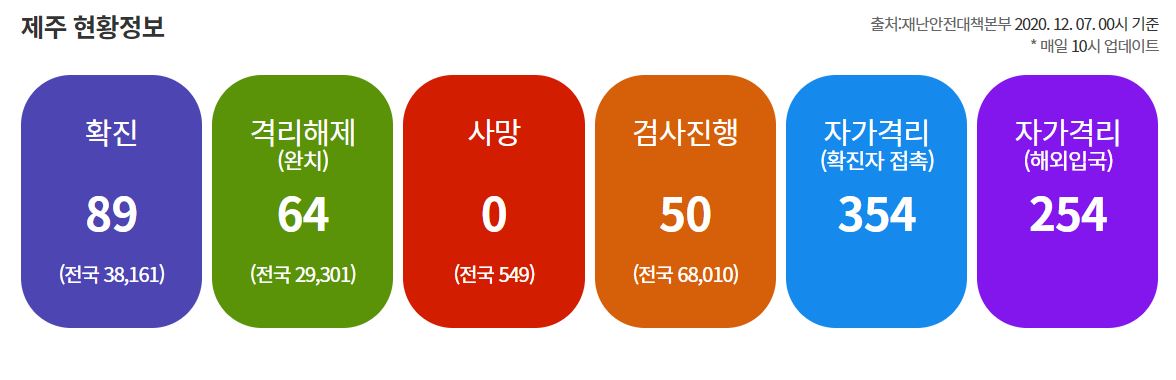 제주 현황정보
출처:재난안전대책본부 2020. 12. 07. 00시 기준
* 매일 10시 업데이트
확진
89
(전국 38,161)
격리해제
(완치)
64
(전국 29,301)
사망
0
(전국 549)
검사진행
50
(전국 68,010)
자가격리
(확진자 접촉)
354
자가격리
(해외입국)
254